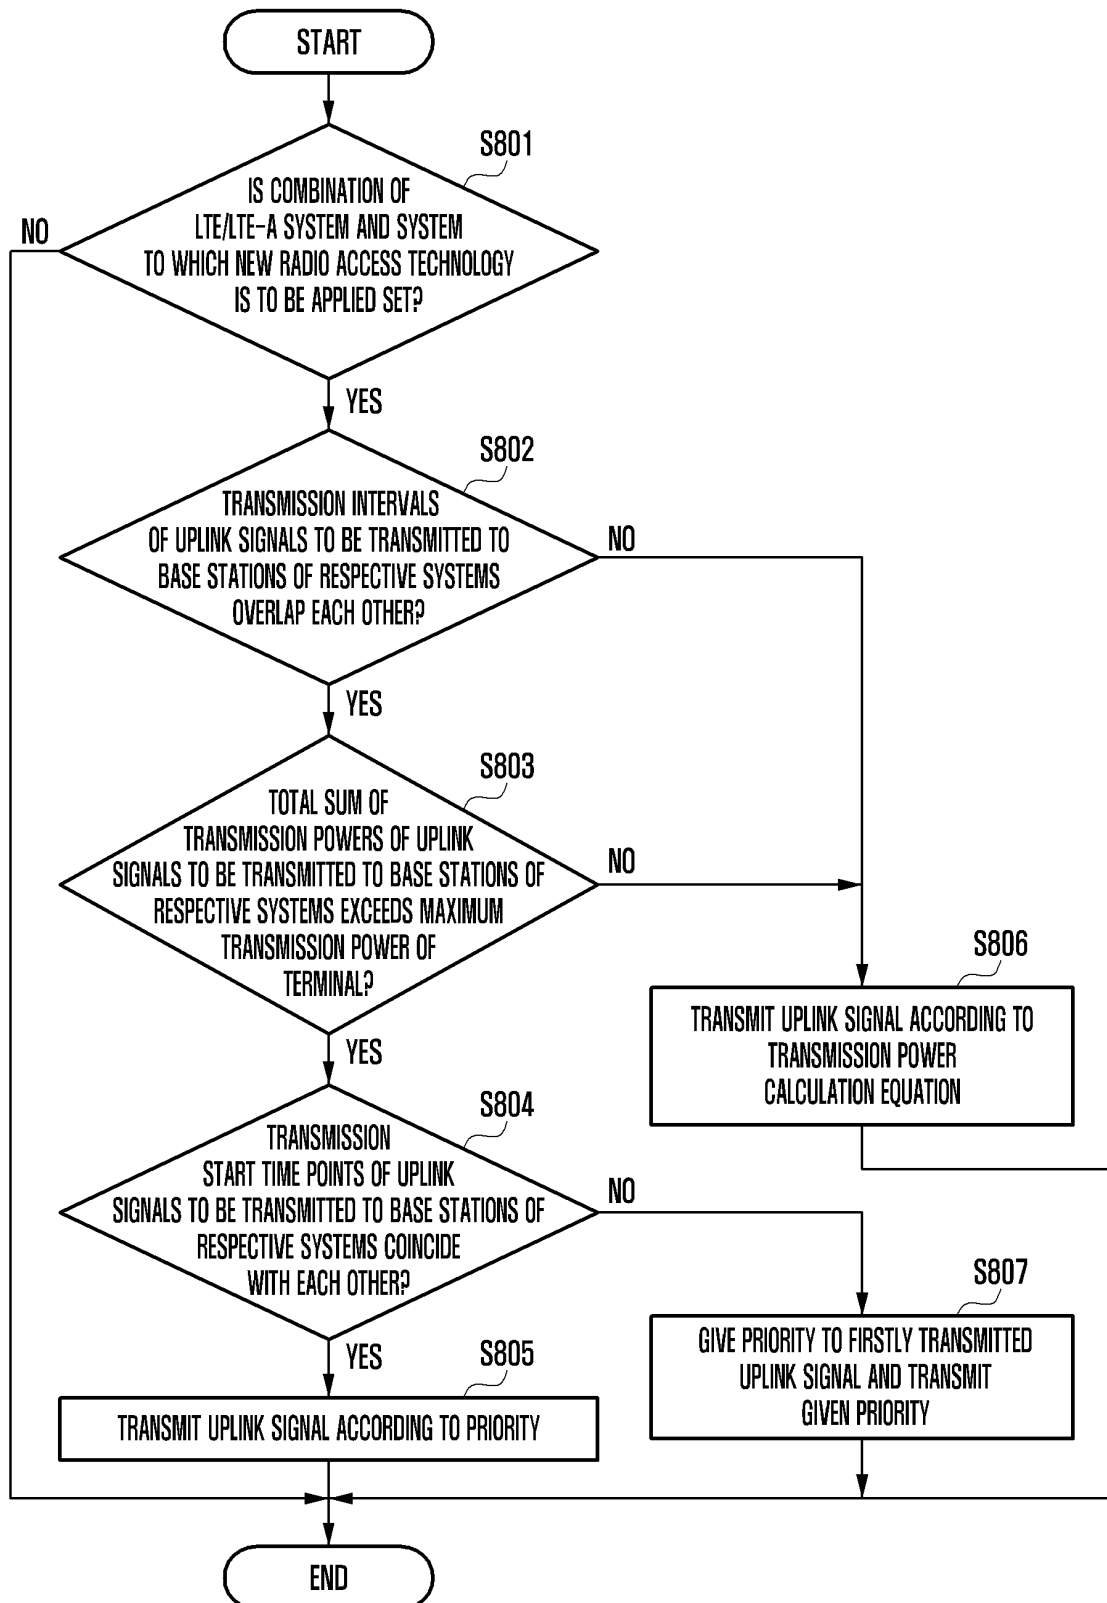 START
S801
IS COMBINATION OF
LTE/LTE-A SYSTEM AND SYSTEM
TO WHICH NEW RADIO ACCESS TECHNOLOGY
IS TO BE APPLIED SET?
NO
YES
S802
TRANSMISSION INTERVALS
OF UPLINK SIGNALS TO BE TRANSMITTED TO
BASE STATIONS OF RESPECTIVE SYSTEMS
OVERLAP EACH OTHER?
NO
YES
S803
TOTAL SUM OF
TRANSMISSION POWERS OF UPLINK
SIGNALS TO BE TRANSMITTED TO BASE STATIONS OF
RESPECTIVE SYSTEMS EXCEEDS MAXIMUM
TRANSMISSION POWER OF
TERMINAL?
NO
YES
S806
TRANSMIT UPLINK SIGNAL ACCORDING TO
TRANSMISSION POWER
CALCULATION EQUATION
S804
TRANSMISSION
START TIME POINTS OF UPLINK
SIGNALS TO BE TRANSMITTED TO BASE STATIONS OF
RESPECTIVE SYSTEMS COINCIDE
WITH EACH OTHER?
NO
YES
S807
GIVE PRIORITY TO FIRSTLY TRANSMITTED
UPLINK SIGNAL AND TRANSMIT
GIVEN PRIORITY
S805
TRANSMIT UPLINK SIGNAL ACCORDING TO PRIORITY
END